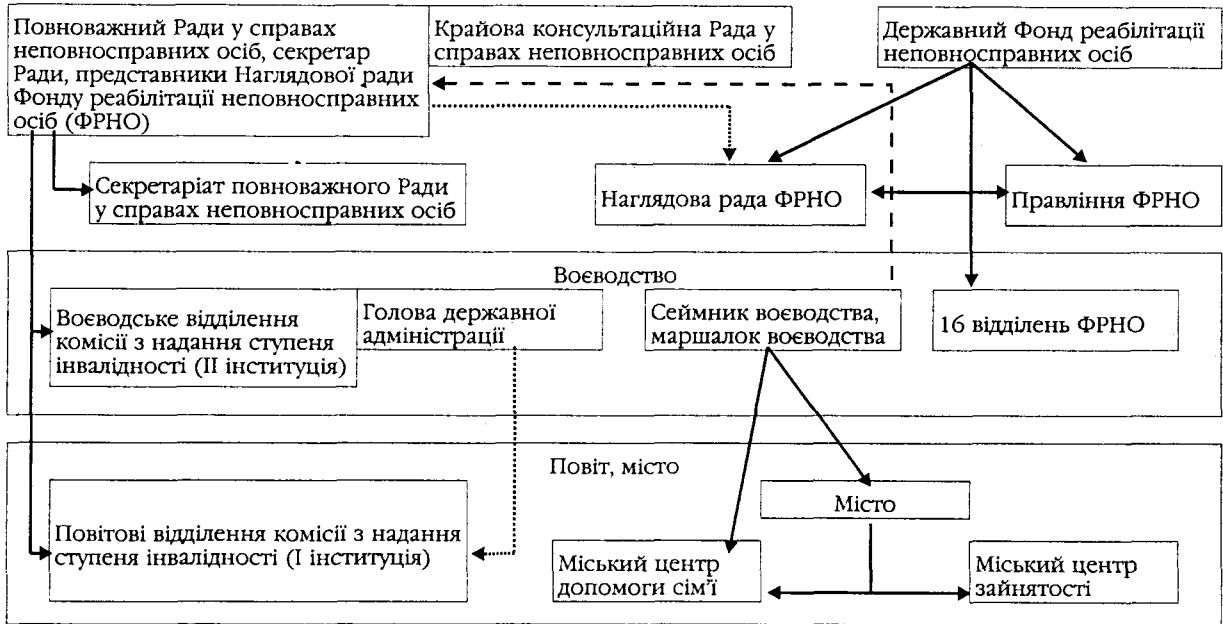 Повноважний Ради у справах
неповносправних осіб, секретар
Ради, представники Наглядової ради
Фонду реабілітації неповносправних
осіб (ФРНО)
Крайова консультаційна Рада у
справах неповносправних осіб
Державний Фонд реабілітації
неповносправних осіб
Секретаріат повноважного Ради
у справах неповносправних осіб
Наглядова рада ФРНО
Правління ФРНО
Воєводство
Воєводське відділення
комісії з надання ступеня
інвалідності (ІІ інституція)
Голова державної
адміністрації
Сеймник воєводства,
маршалок воєводства
16 відділень ФРНО
Повіт, місто
Повітові відділення комісії з надання
ступеня інвалідності (І інституція)
Місто
Міський центр
допомоги сім'ї
Міський центр
зайнятості